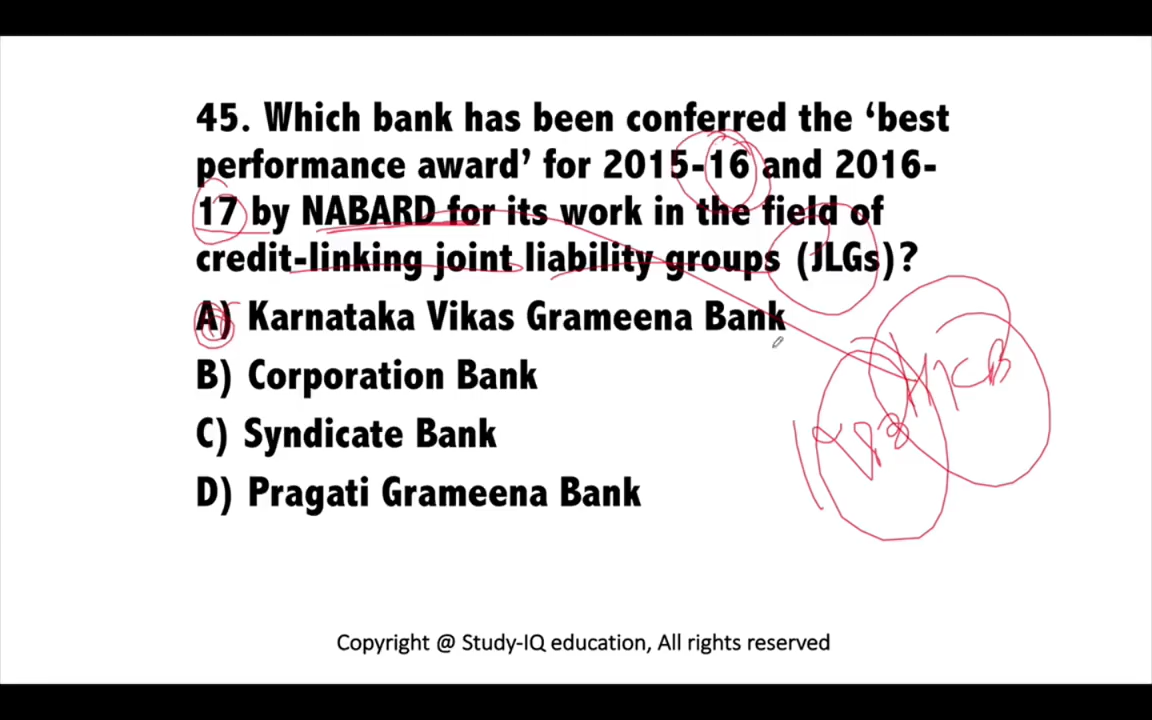 45. Which bank has been conferred the ‘best
performance award’ for 2015-16 and 2016-
17 by NABARD for its work in the field of
credit-linking joint liability groups (JLGs)?
A) Karnataka Vikas Grameena Bank
B) Corporation Bank
C) Syndicate Bank
D) Pragati Grameena Bank
Copyright @ Study-IQ education, All rights reserved